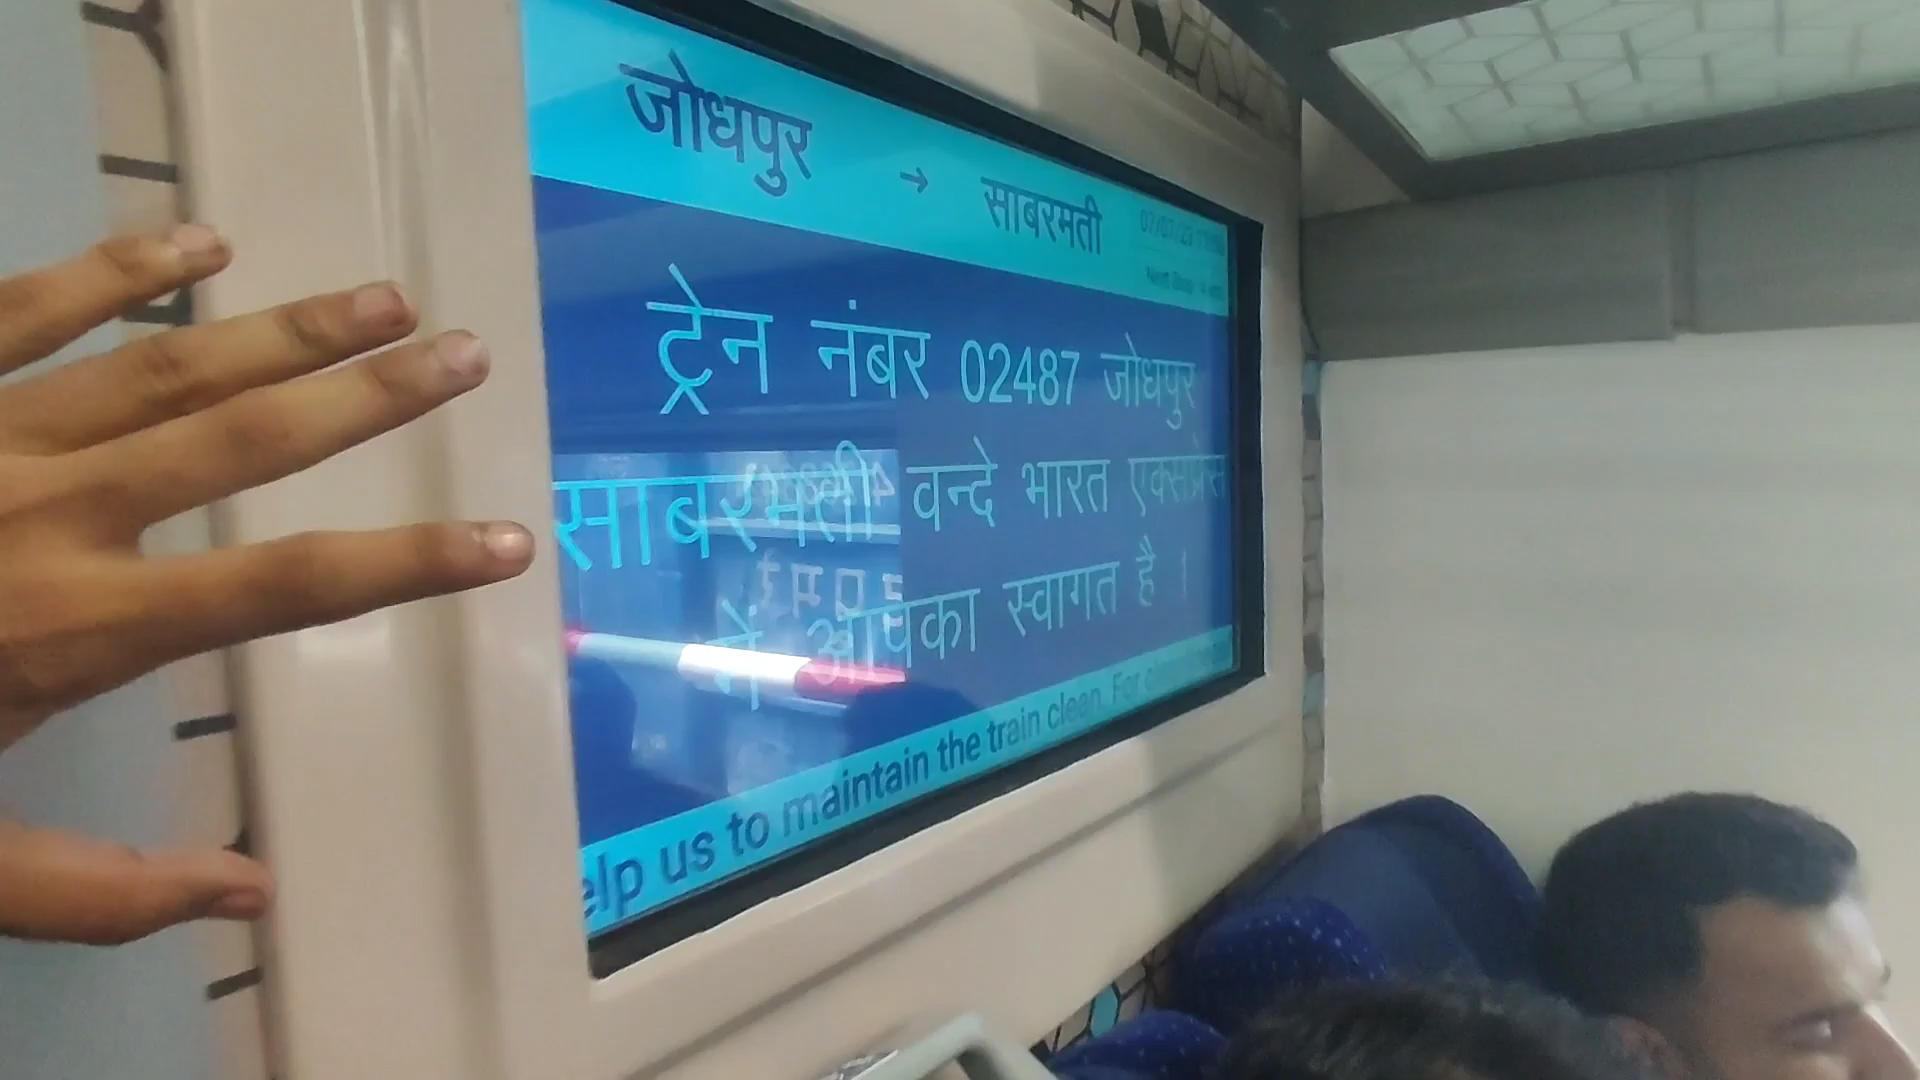 जोधपुर → साबरमती
ट्रेन नंबर 02487 जोधपुर
साबरमती वन्दे भारत एक्सप्रेस
में आपका स्वागत है ।
elp us to maintain the train clean. For